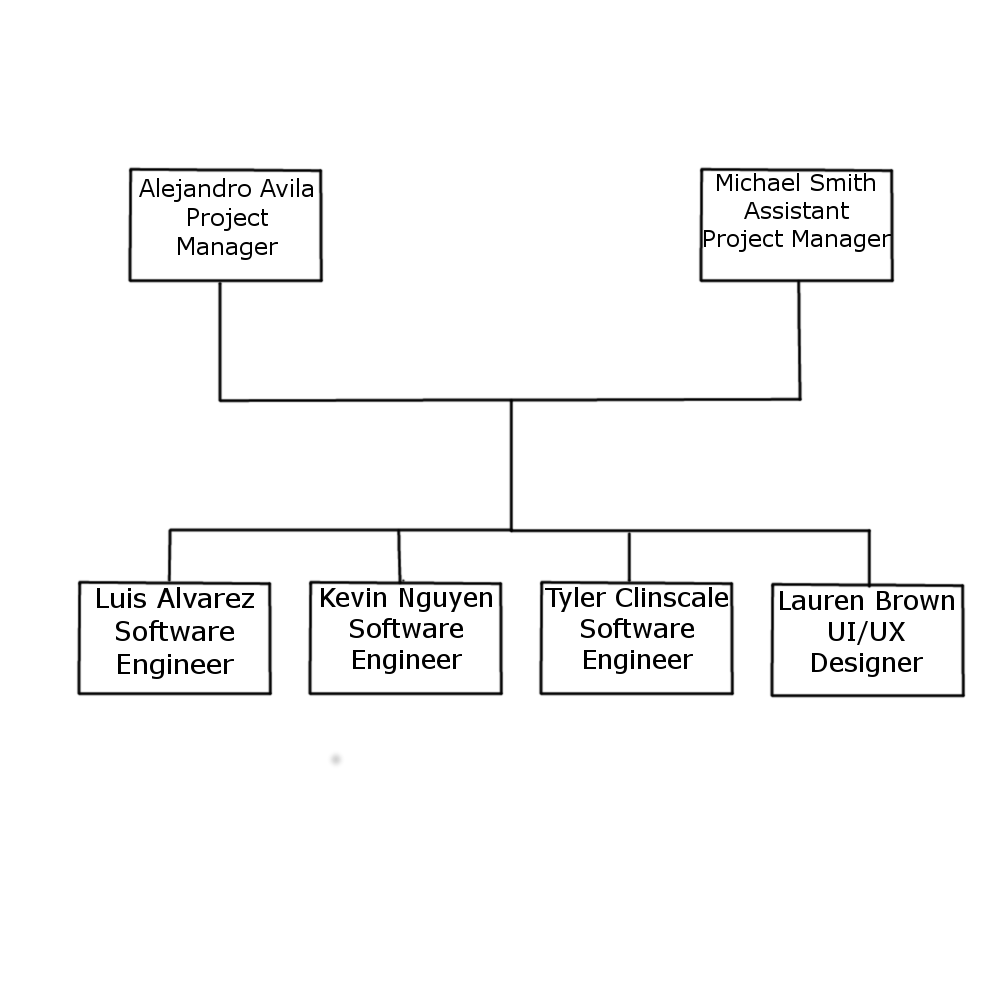 Alejandro Avila
Project
Manager
Michael Smith
Assistant
Project Manager
Luis Alvarez
Software
Engineer
Kevin Nguyen
Software
Engineer
Tyler Clinscale
Software
Engineer
Lauren Brown
UI/UX
Designer